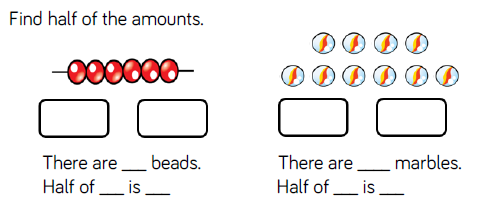 Find half of the amounts.
There are ___ beads.
Half of ___ is ___
There are ____ marbles.
Half of ___ is ___